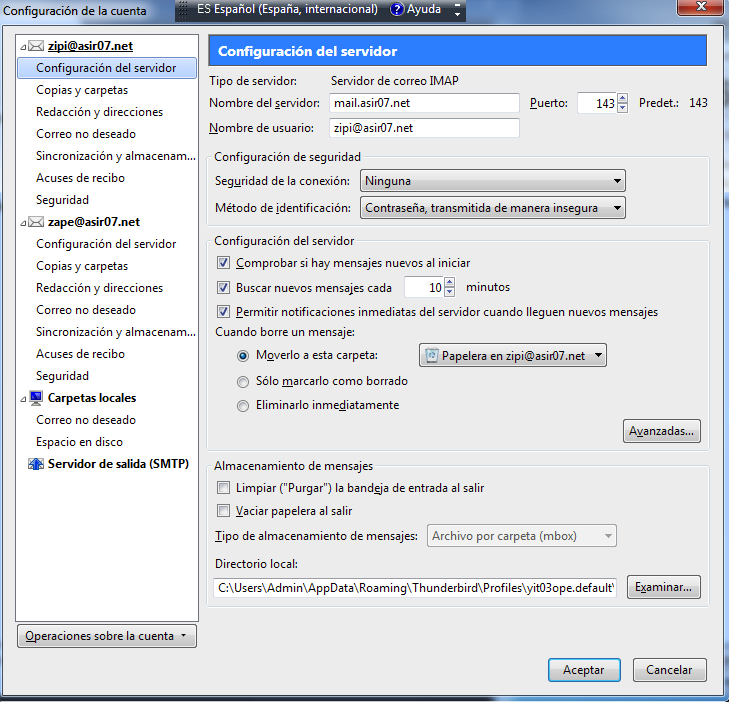 Configuración de la cuenta
ES Español (España, internacional)
? Ayuda
zipi@asir07.net
Configuración del servidor
Copias y carpetas
Redacción y direcciones
Correo no deseado
Sincronización y almacenam...
Acuses de recibo
Seguridad
zape@asir07.net
Configuración del servidor
Copias y carpetas
Redacción y direcciones
Correo no deseado
Sincronización y almacenam...
Acuses de recibo
Seguridad
Carpetas locales
Correo no deseado
Espacio en disco
Servidor de salida (SMTP)
Operaciones sobre la cuenta
Configuración del servidor
Tipo de servidor: Servidor de correo IMAP
Nombre del servidor: mail.asir07.net Puerto: 143 Predet.: 143
Nombre de usuario: zipi@asir07.net
Configuración de seguridad
Seguridad de la conexión: Ninguna
Método de identificación: Contraseña, transmitida de manera insegura
Configuración del servidor
Comprobar si hay mensajes nuevos al iniciar
Buscar nuevos mensajes cada 10 minutos
Permitir notificaciones inmediatas del servidor cuando lleguen nuevos mensajes
Cuando borre un mensaje:
Moverlo a esta carpeta: Papelera en zipi@asir07.net
Sólo marcarlo como borrado
Eliminarlo inmediatamente
Avanzadas...
Almacenamiento de mensajes
Limpiar ("Purgar") la bandeja de entrada al salir
Vaciar papelera al salir
Tipo de almacenamiento de mensajes: Archivo por carpeta (mbox)
Directorio local:
C:\Users\Admin\AppData\Roaming\Thunderbird\Profiles\yit03ope.default\ Examinar...
Aceptar Cancelar